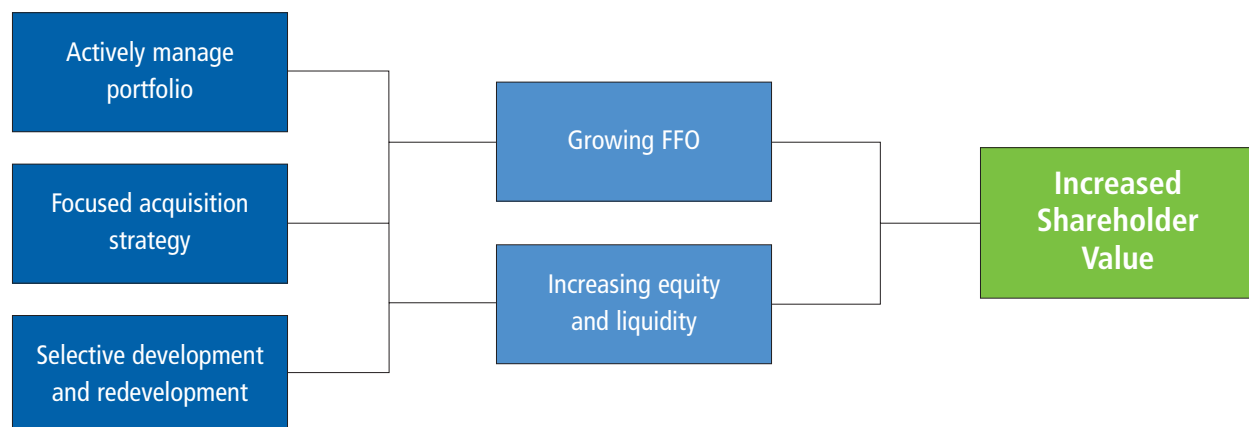 Actively manage
portfolio
Focused acquisition
strategy
Selective development
and redevelopment
Growing FFO
Increasing equity
and liquidity
Increased
Shareholder
Value